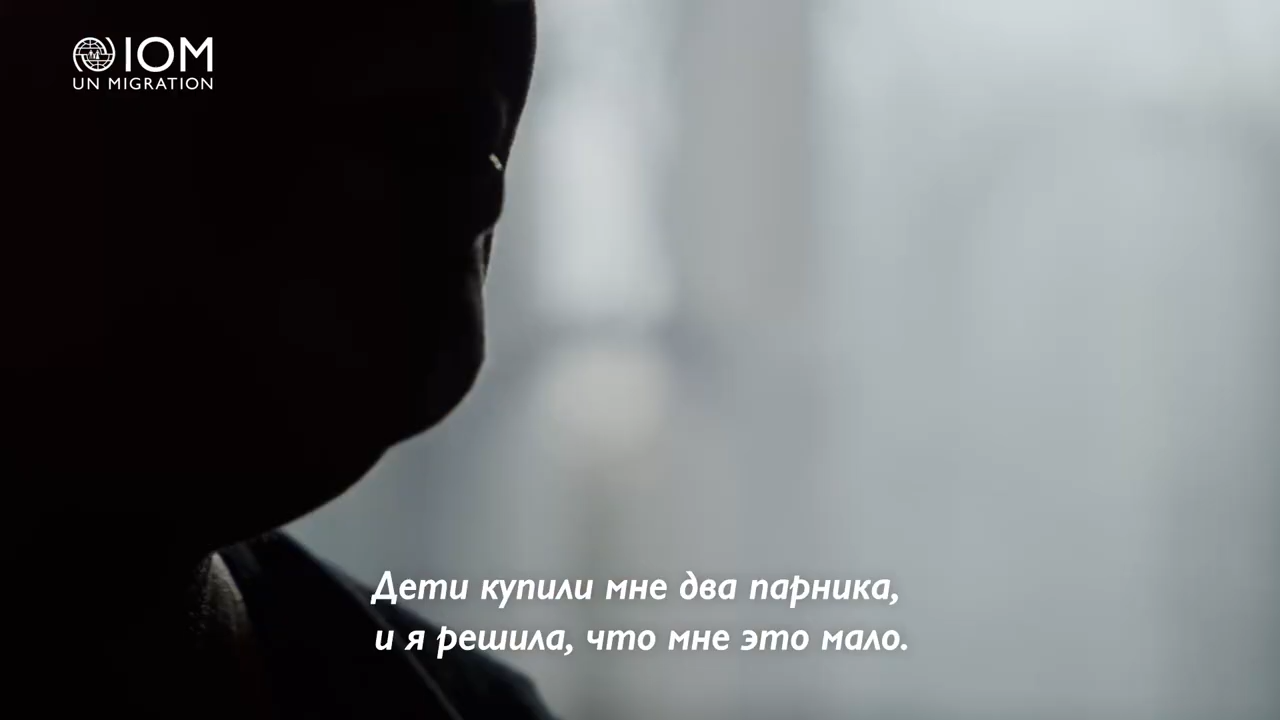 IOM
UN MIGRATION
Дети купили мне два парника,
и я решила, что мне это мало.